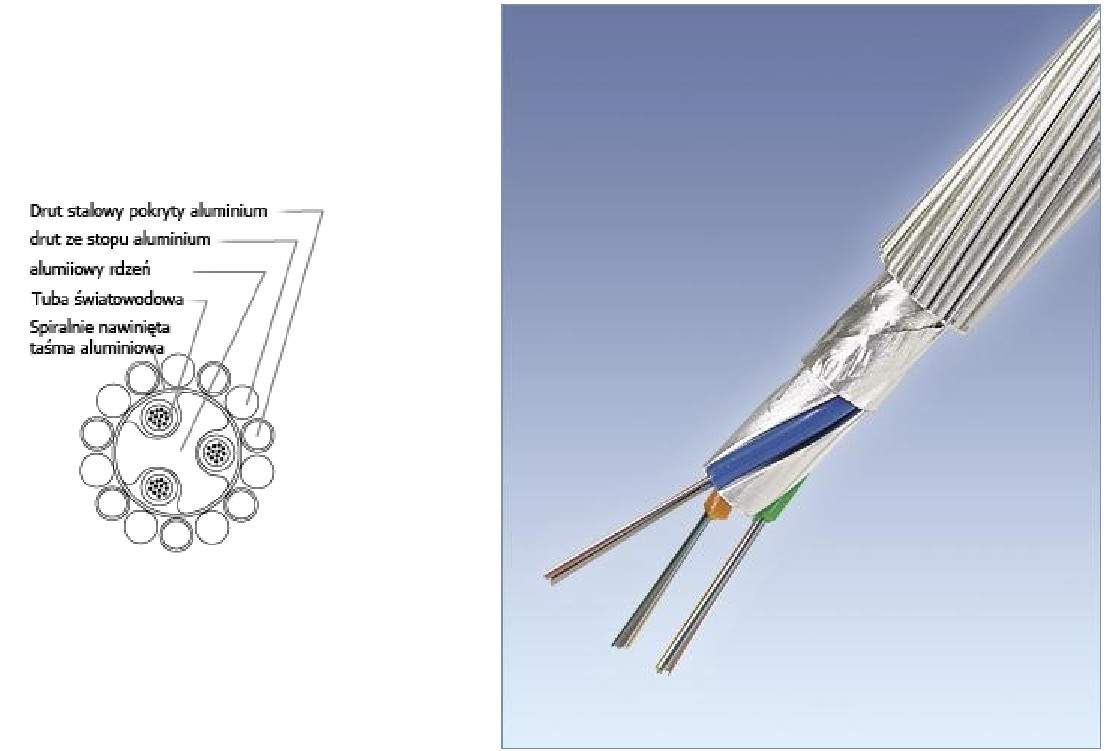 Drut stalowy pokryty aluminium
drut ze stopu aluminium
alumiiowy rdzeń
Tuba światowodowa
Spiralnie nawinięta
taśma aluminiowa